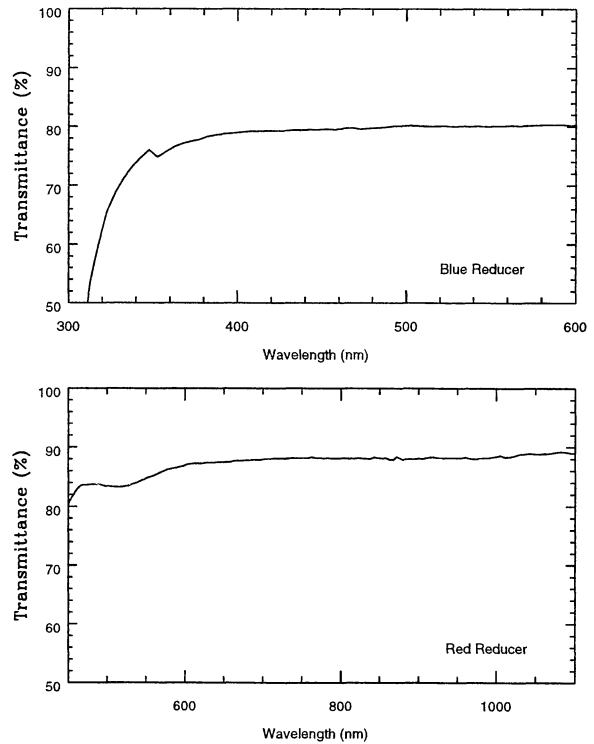 100
90
80
70
60
50
Transmittance (%)
Blue Reducer
300 400 500 600
Wavelength (nm)
100
90
80
70
60
50
Transmittance (%)
Red Reducer
600 800 1000
Wavelength (nm)